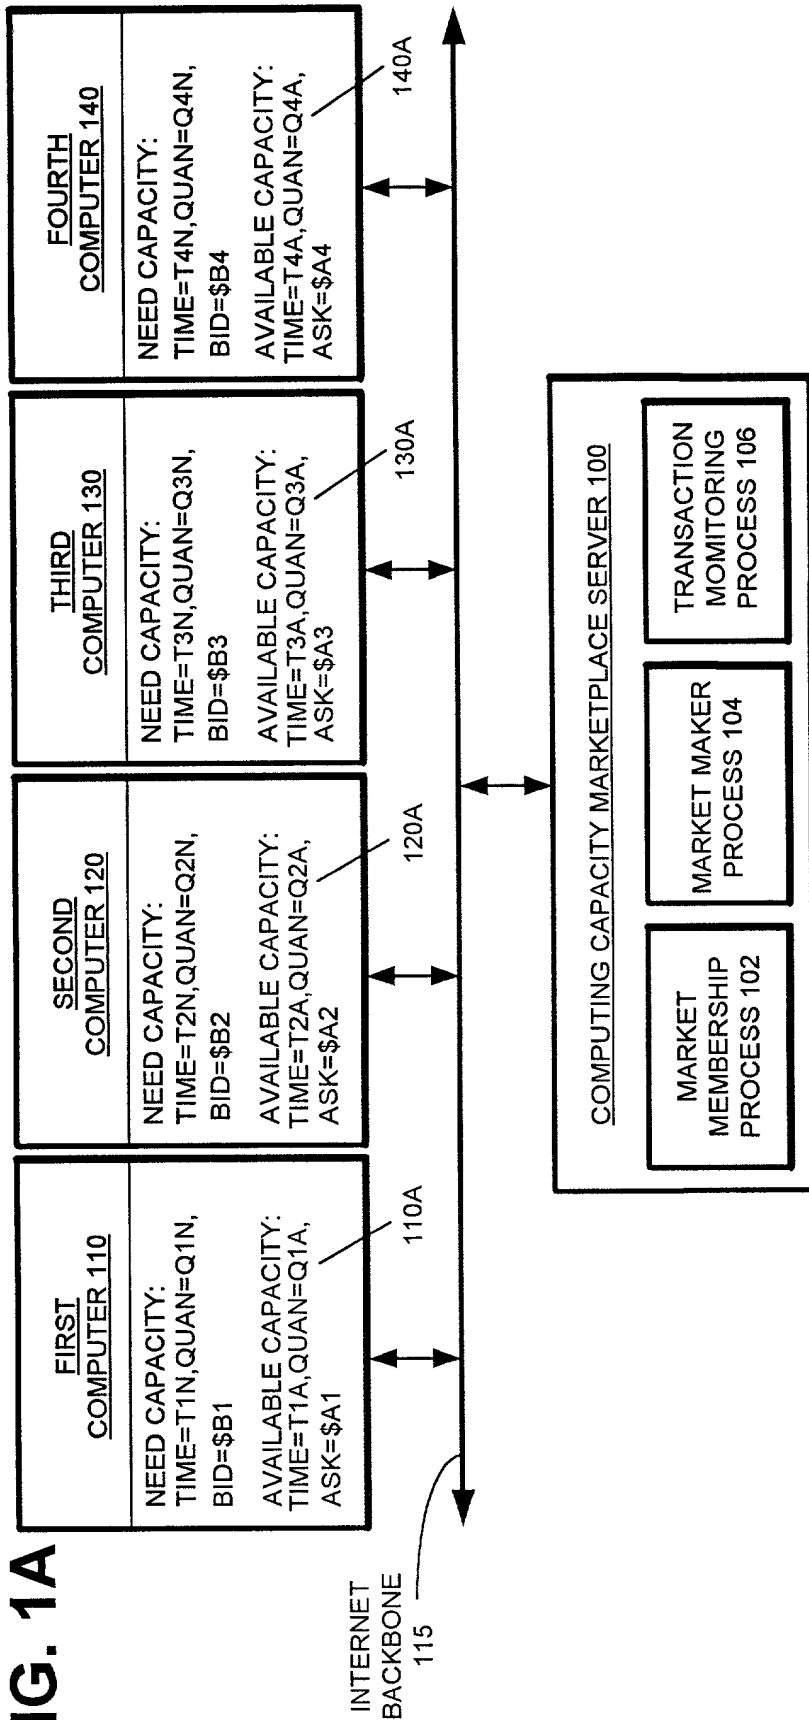 IG. 1A
FIRST
COMPUTER 110
NEED CAPACITY:
TIME=T1N,QUAN=Q1N,
BID=$B1
AVAILABLE CAPACITY:
TIME=T1A,QUAN=Q1A,
ASK=$A1
110A
SECOND
COMPUTER 120
NEED CAPACITY:
TIME=T2N,QUAN=Q2N,
BID=$B2
AVAILABLE CAPACITY:
TIME=T2A,QUAN=Q2A,
ASK=$A2
120A
THIRD
COMPUTER 130
NEED CAPACITY:
TIME=T3N,QUAN=Q3N,
BID=$B3
AVAILABLE CAPACITY:
TIME=T3A,QUAN=Q3A,
ASK=$A3
130A
FOURTH
COMPUTER 140
NEED CAPACITY:
TIME=T4N,QUAN=Q4N,
BID=$B4
AVAILABLE CAPACITY:
TIME=T4A,QUAN=Q4A,
ASK=$A4
140A
INTERNET
BACKBONE
115
COMPUTING CAPACITY MARKETPLACE SERVER 100
MARKET
MEMBERSHIP
PROCESS 102
MARKET MAKER
PROCESS 104
TRANSACTION
MOMITORING
PROCESS 106